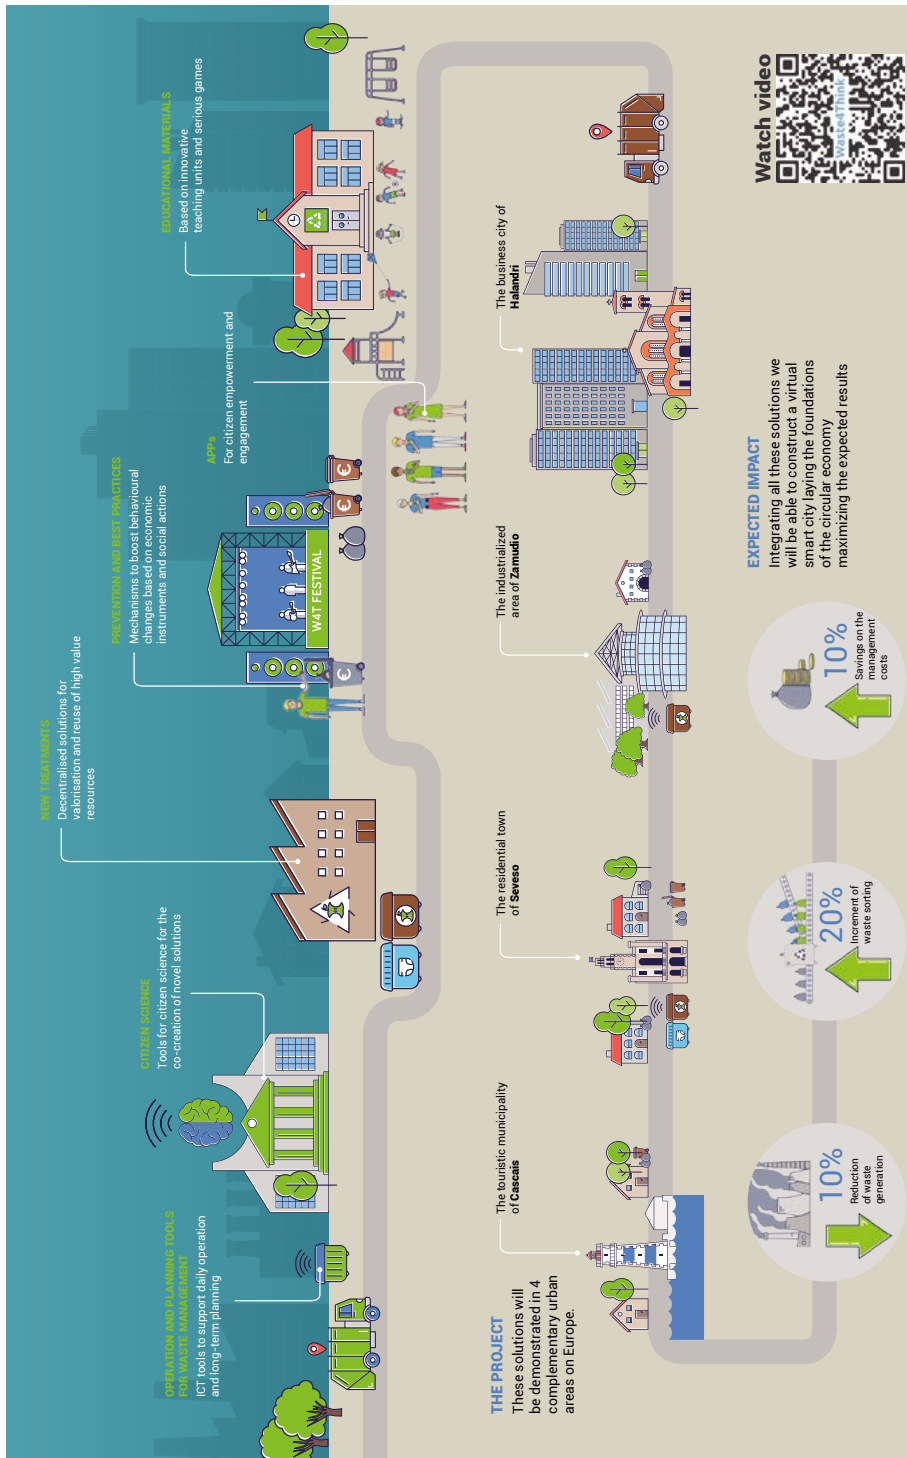 OPERATION AND PLANNING TOOLS
FOR WASTE MANAGEMENT
ICT tools to support daily operation
and long-term planning
CITIZEN SCIENCE
Tools for citizen science for the
co-creation of novel solutions
NEW TREATMENTS
Decentralised solutions for
valorisation and reuse of high value
resources
PREVENTION AND BEST PRACTICES
Mechanisms to boost behavioural
changes based on economic
instruments and social actions
W4T FESTIVAL
€
€
€
APPs
For citizen empowerment and
engagement
EDUCATIONAL MATERIALS
Based on innovative
teaching units and serious games
THE PROJECT
These solutions will
be demonstrated in 4
complementary urban
areas on Europe.
The touristic municipality
of Cascais
The residential town
of Seveso
The industrialized
area of Zamudio
The business city of
Halandri
10%
Reduction
of waste
generation
20%
Increment of
waste sorting
10%
Savings on the
management
costs
EXPECTED IMPACT
Integrating all these solutions we
will be able to construct a virtual
smart city laying the foundations
of the circular economy
maximizing the expected results
Watch video
Waste4Think